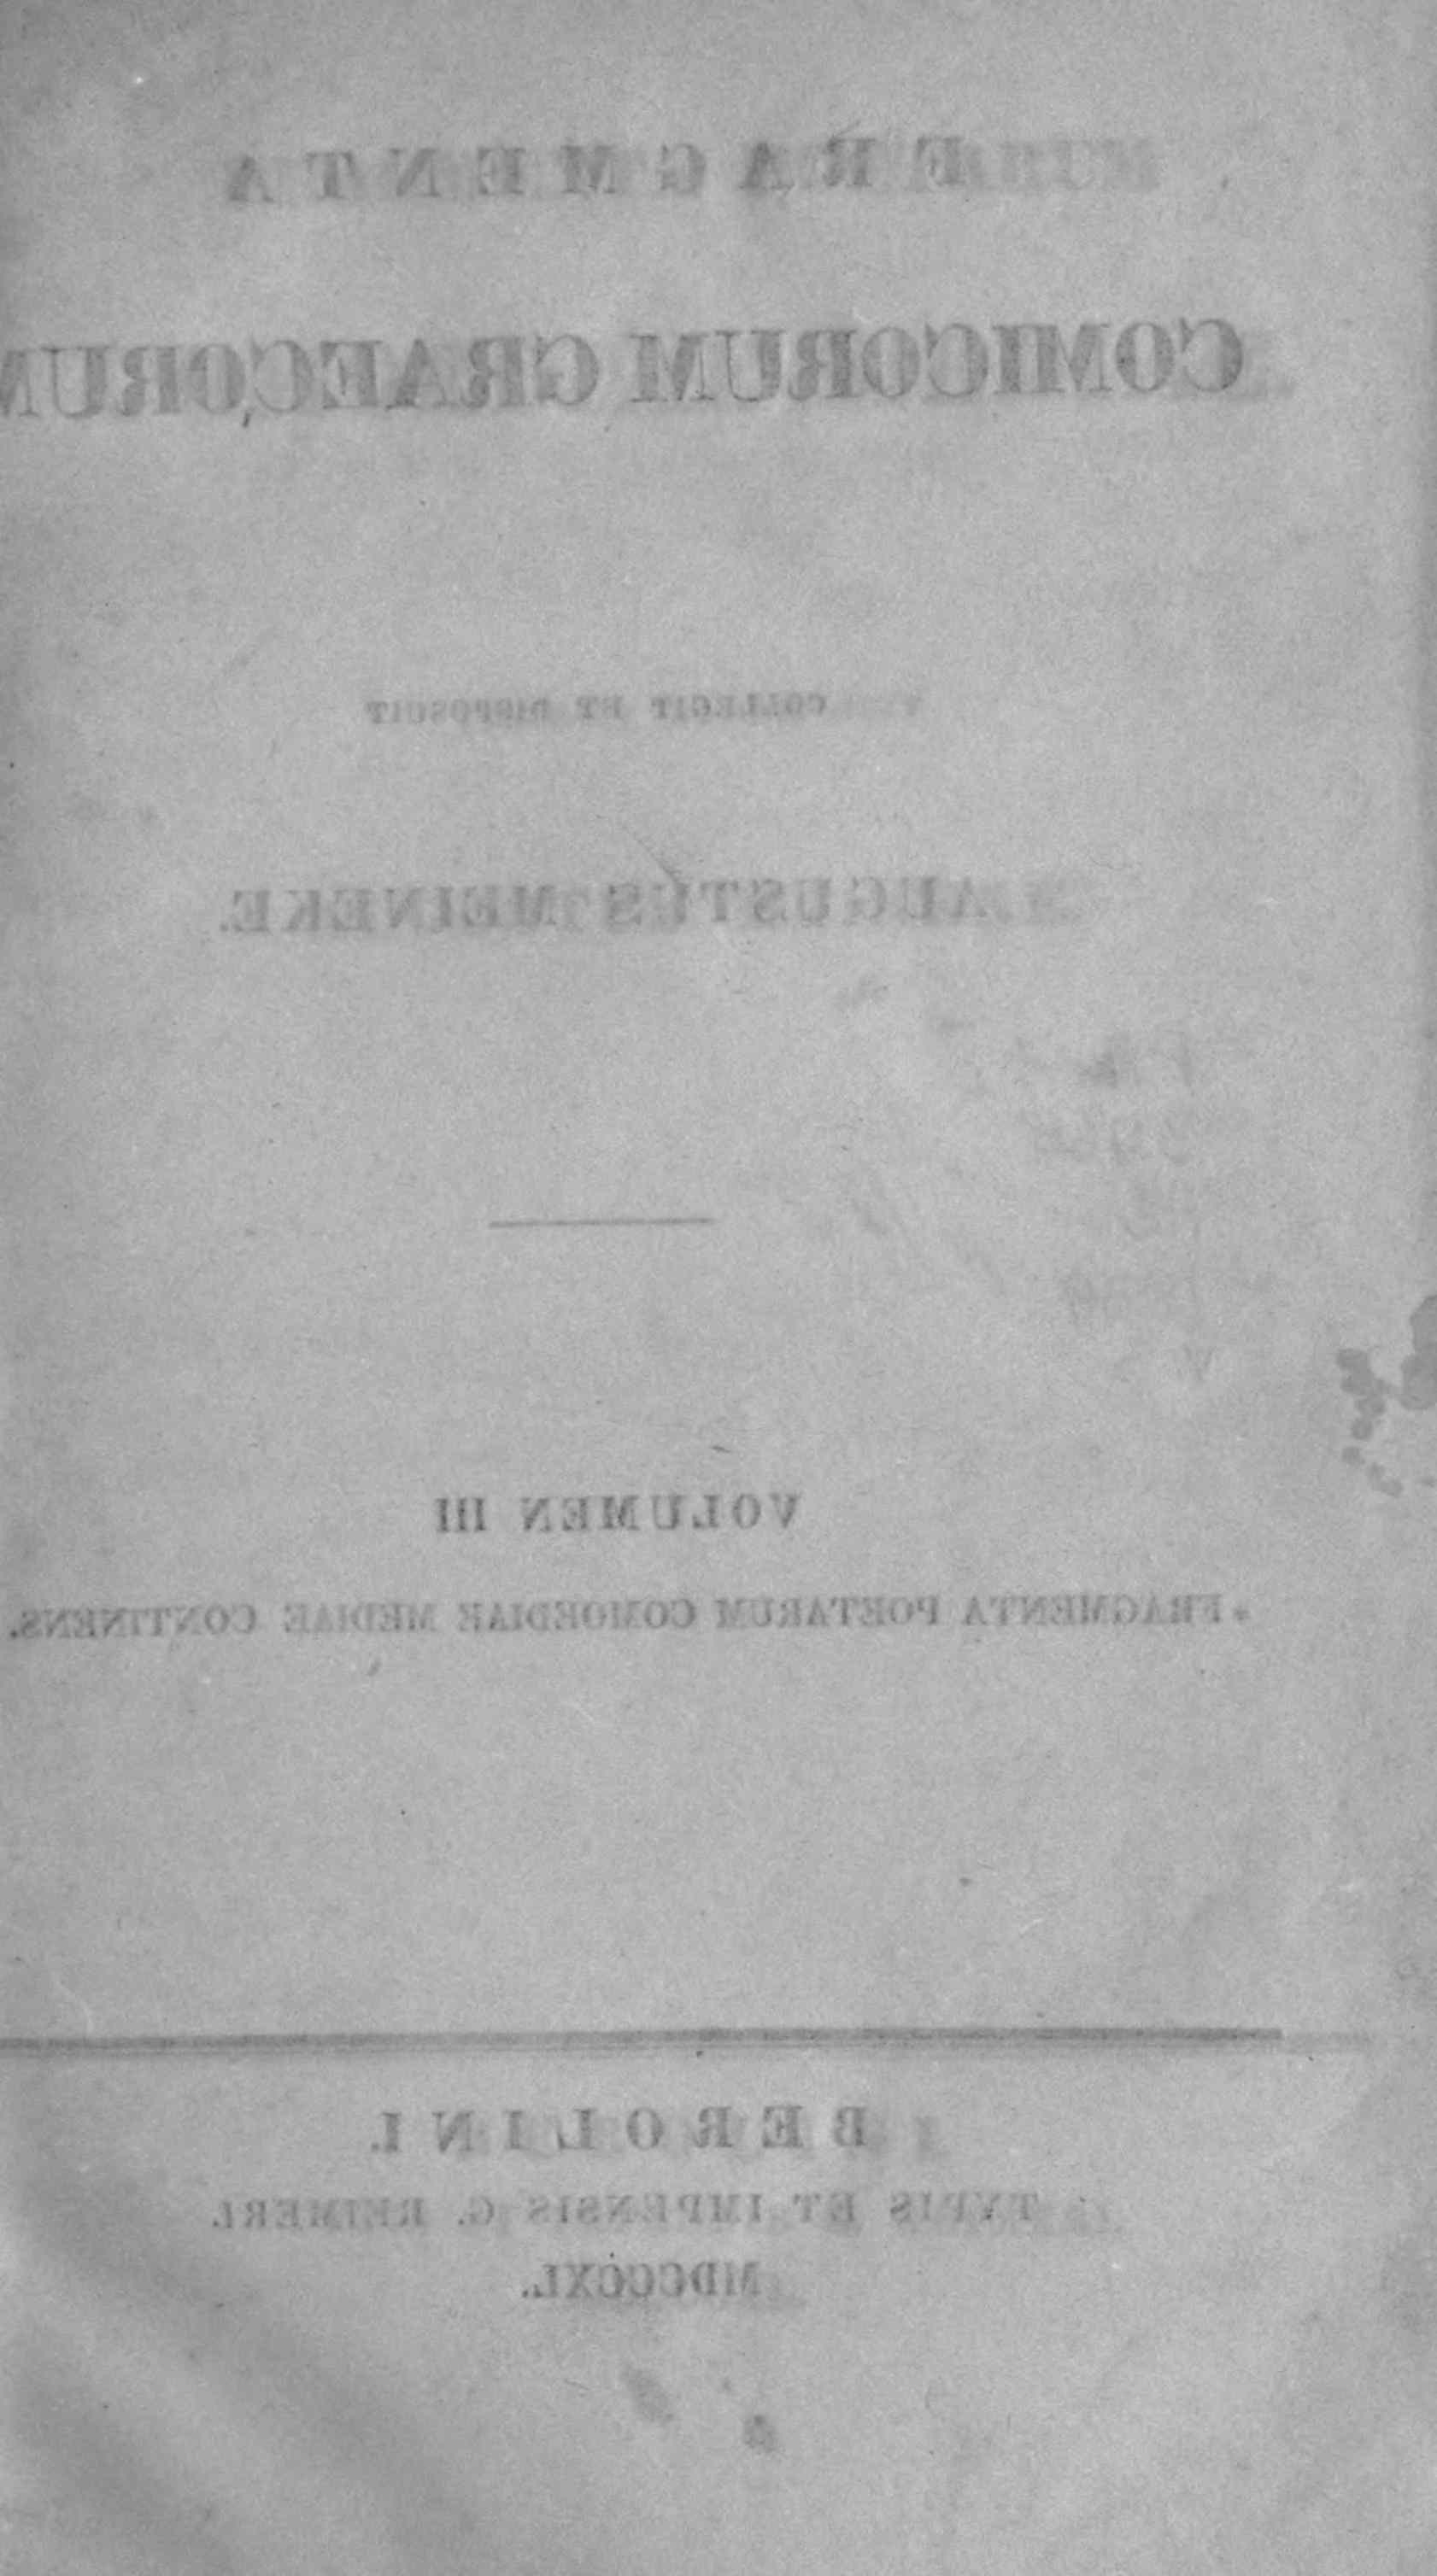 FRAGMENTA
COMICORUM GRAECORUM
COLLEGIT ET DISPOSUIT
AUGUSTUS MEINEKE.
VOLUMEN III
FRAGMENTA POETARUM COMOEDIAE MEDIAE CONTINENS.
BEROLINI.
TYPIS ET IMPENSIS G. REIMERI.
MDCCCXL.